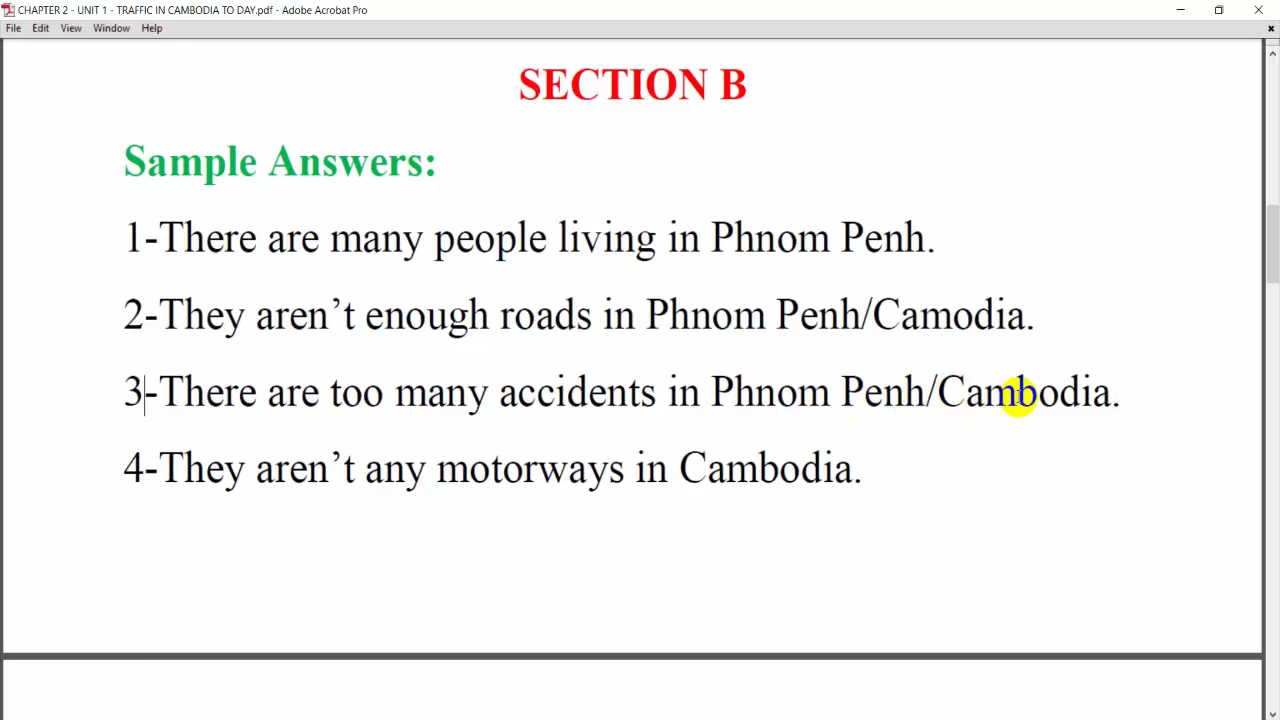 CHAPTER 2 - UNIT 1 - TRAFFIC IN CAMBODIA TO DAY.pdf - Adobe Acrobat Pro
File Edit View Window Help
SECTION B
Sample Answers:
1-There are many people living in Phnom Penh.
2-They aren’t enough roads in Phnom Penh/Camodia.
3-There are too many accidents in Phnom Penh/Cambodia.
4-They aren’t any motorways in Cambodia.